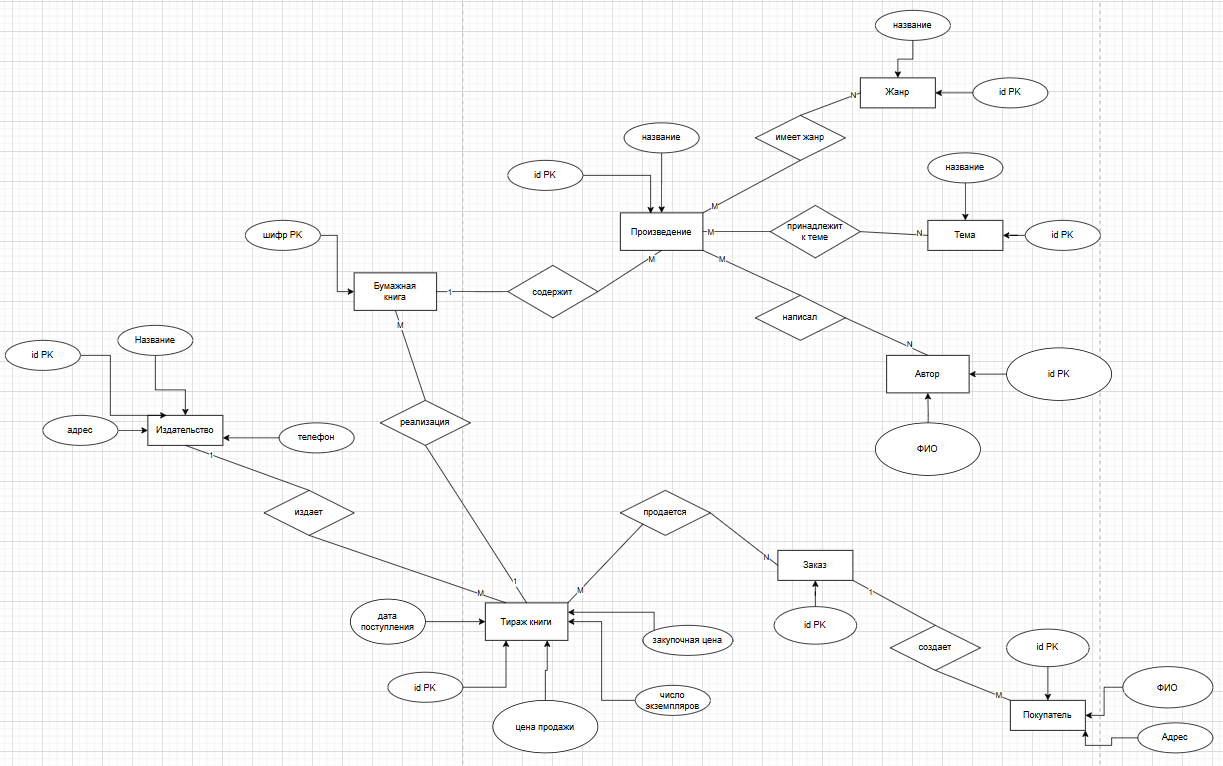 название
Жанр
id PK
N
имеет жанр
название
id PK
M
название
Произведение
M
принадлежит
к теме
N
Тема
id PK
шифр PK
M
M
Бумажная
книга
1
содержит
написал
M
N
Название
id PK
Автор
id PK
адрес
Издательство
телефон
реализация
1
ФИО
издает
продается
N
Заказ
1
M
M
1
дата
поступления
Тираж книги
закупочная цена
id PK
создает
id PK
id PK
число
экземпляров
M
ФИО
цена продажи
Покупатель
Адрес